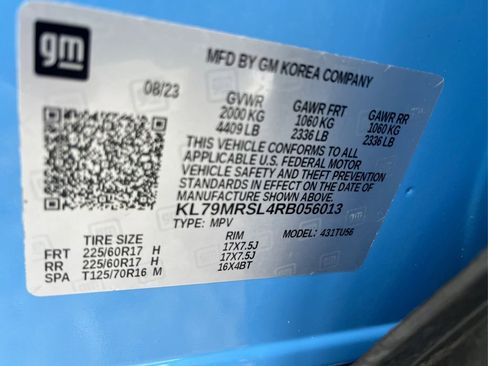 gm
MFD BY GM KOREA COMPANY
08/23
GVWR GAWR FRT GAWR RR
2000 KG 1060 KG 1060 KG
4409 LB 2336 LB 2336 LB
THIS VEHICLE CONFORMS TO ALL
APPLICABLE U.S. FEDERAL MOTOR
VEHICLE SAFETY AND THEFT PREVENTION
STANDARDS IN EFFECT ON THE DATE OF
MANUFACTURE SHOWN ABOVE.
KL79MRSL4RB056013
TYPE: MPV MODEL: 431TU56
TIRE SIZE RIM
FRT 225/60R17 H 17X7.5J
RR 225/60R17 H 17X7.5J
SPA T125/70R16 M 16X4BT